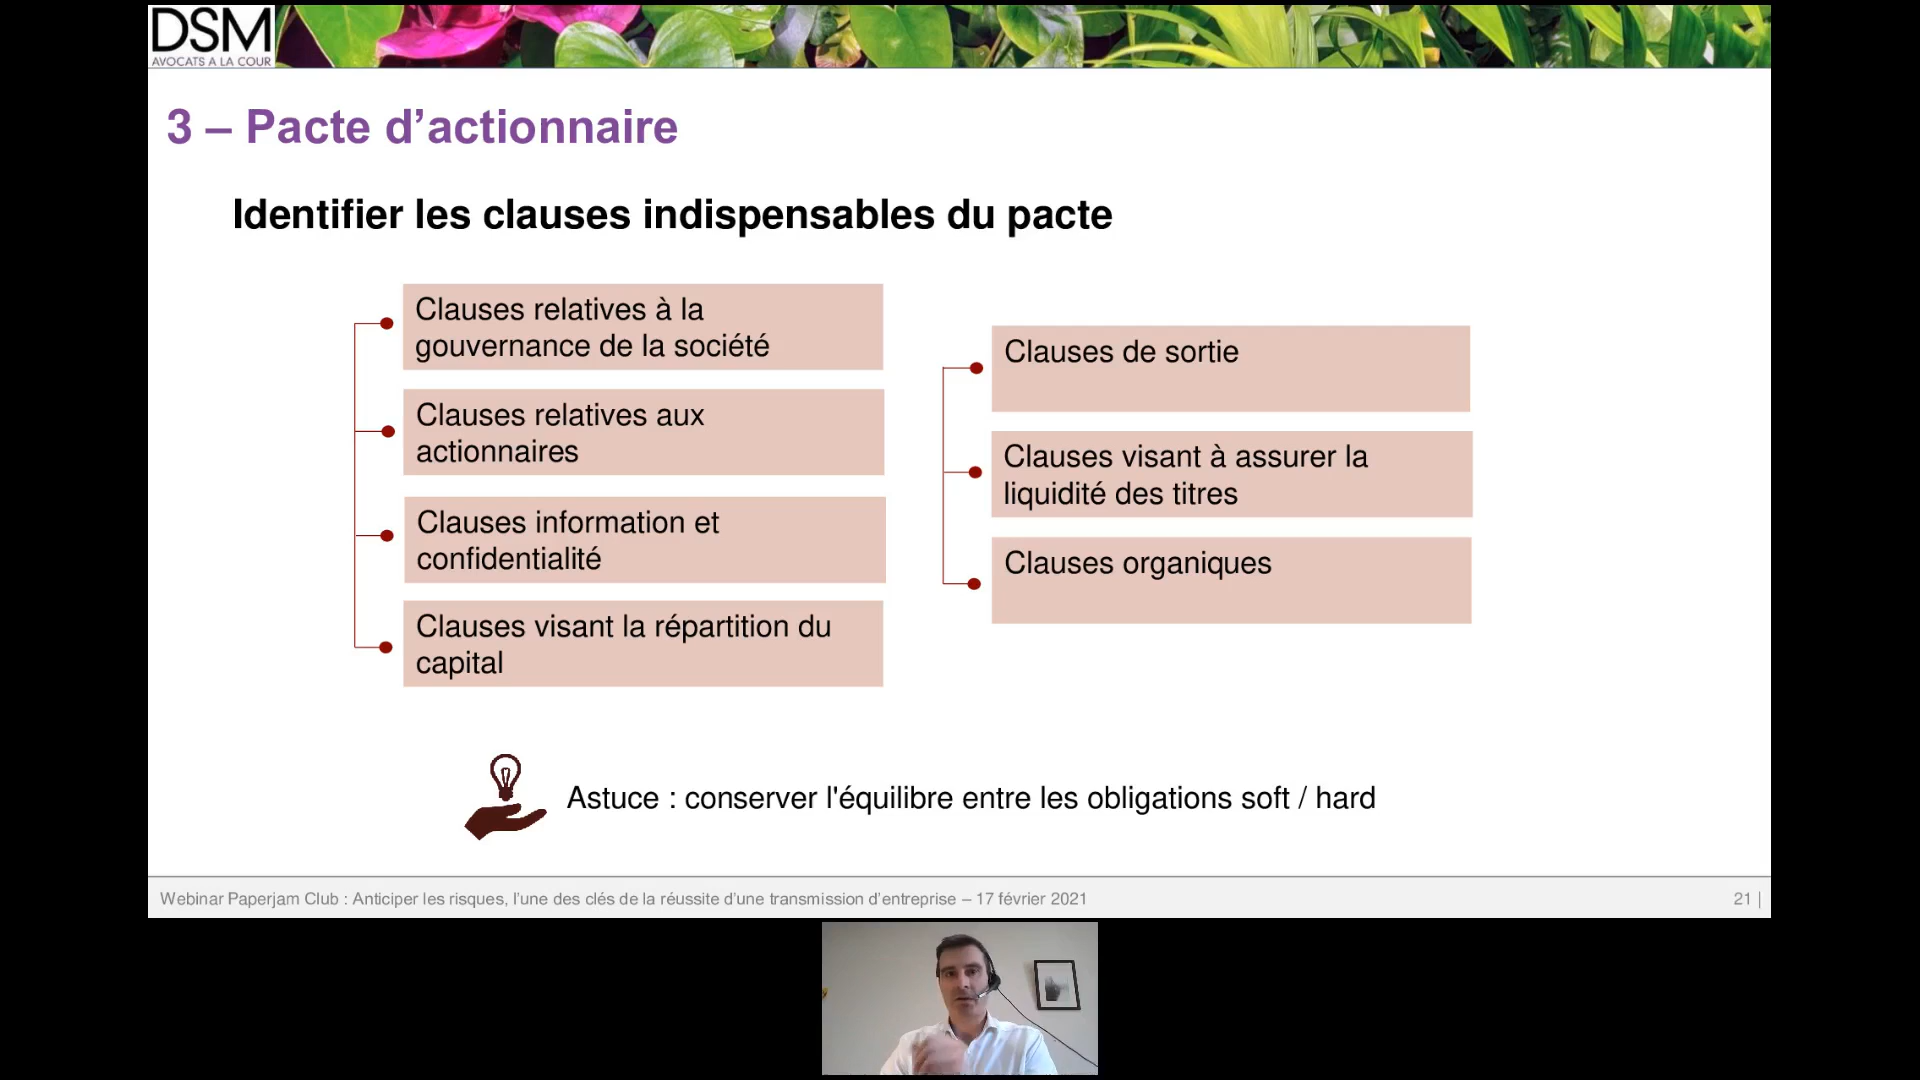 DSM
AVOCATS A LA COUR
3 – Pacte d’actionnaire
Identifier les clauses indispensables du pacte
Clauses relatives à la
gouvernance de la société
Clauses relatives aux
actionnaires
Clauses information et
confidentialité
Clauses visant la répartition du
capital
Clauses de sortie
Clauses visant à assurer la
liquidité des titres
Clauses organiques
Astuce : conserver l'équilibre entre les obligations soft / hard
Webinar Paperjam Club : Anticiper les risques, l’une des clés de la réussite d’une transmission d’entreprise – 17 février 2021
21 |